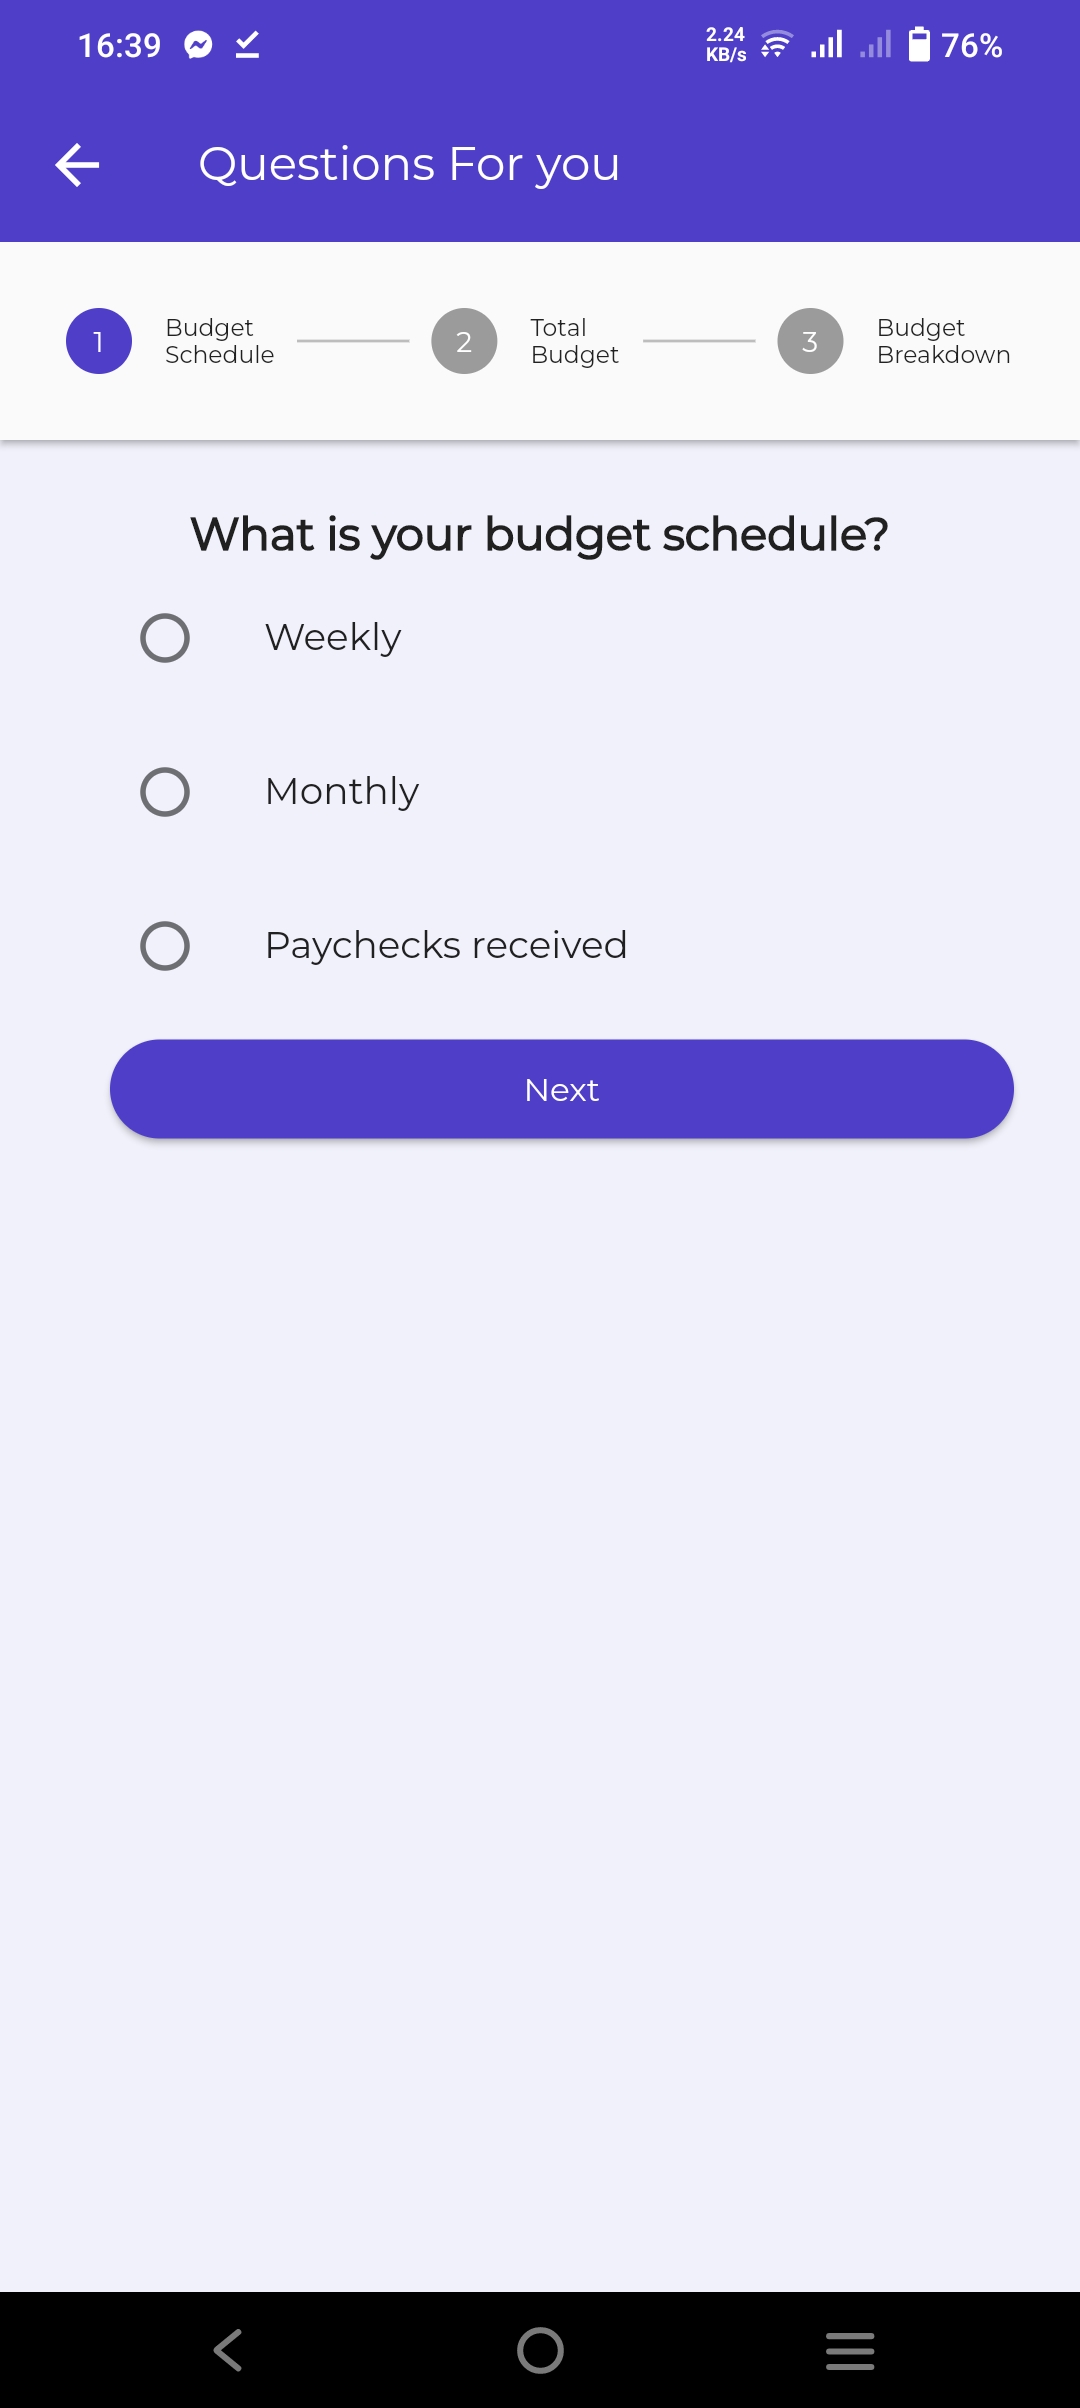 16:39
2.24
KB/s
76%
Questions For you
1
Budget
Schedule
2
Total
Budget
3
Budget
Breakdown
What is your budget schedule?
Weekly
Monthly
Paychecks received
Next